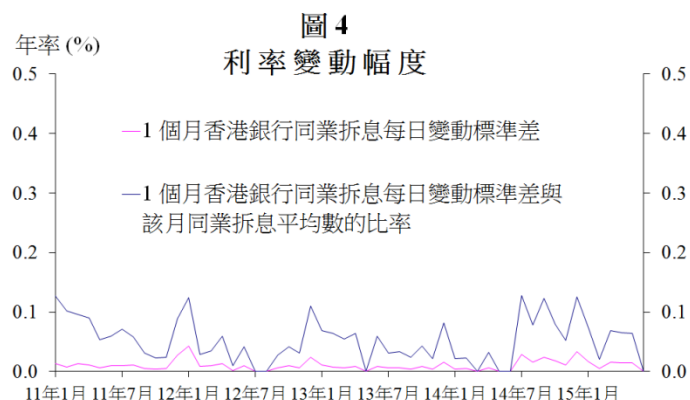 圖 4
年率 (%)
利率變動幅度
0.5 0.5
0.4 0.4
1 個月香港銀行同業拆息每日變動標準差
0.3 0.3
1 個月香港銀行同業拆息每日變動標準差與
該月同業拆息平均數的比率
0.2 0.2
0.1 0.1
0.0 0.0
11年1月 11年7月 12年1月 12年7月 13年1月 13年7月 14年1月 14年7月 15年1月